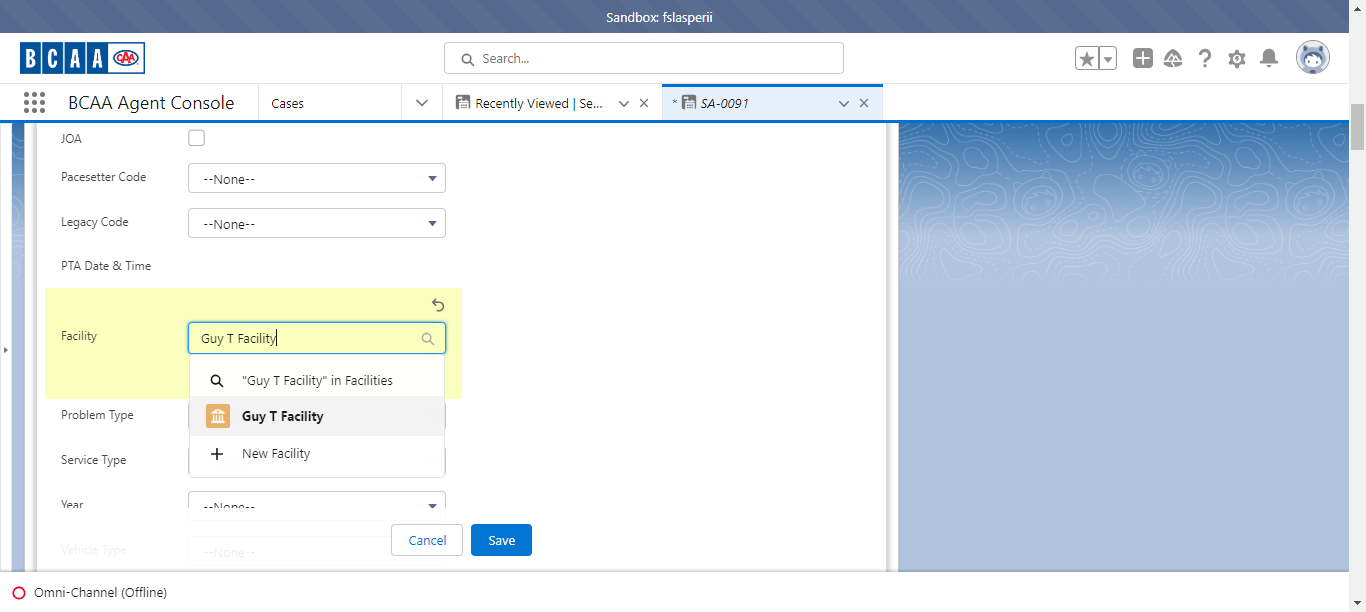 Sandbox: fslasperii
BCAA CAA
Search...
BCAA Agent Console
Cases
Recently Viewed | Se...
* SA-0091
JOA
Pacesetter Code
--None--
Legacy Code
--None--
PTA Date & Time
Facility
Guy T Facility
"Guy T Facility" in Facilities
Guy T Facility
New Facility
Problem Type
Service Type
Year
--None--
Vehicle Type
--None--
Cancel
Save
Omni-Channel (Offline)